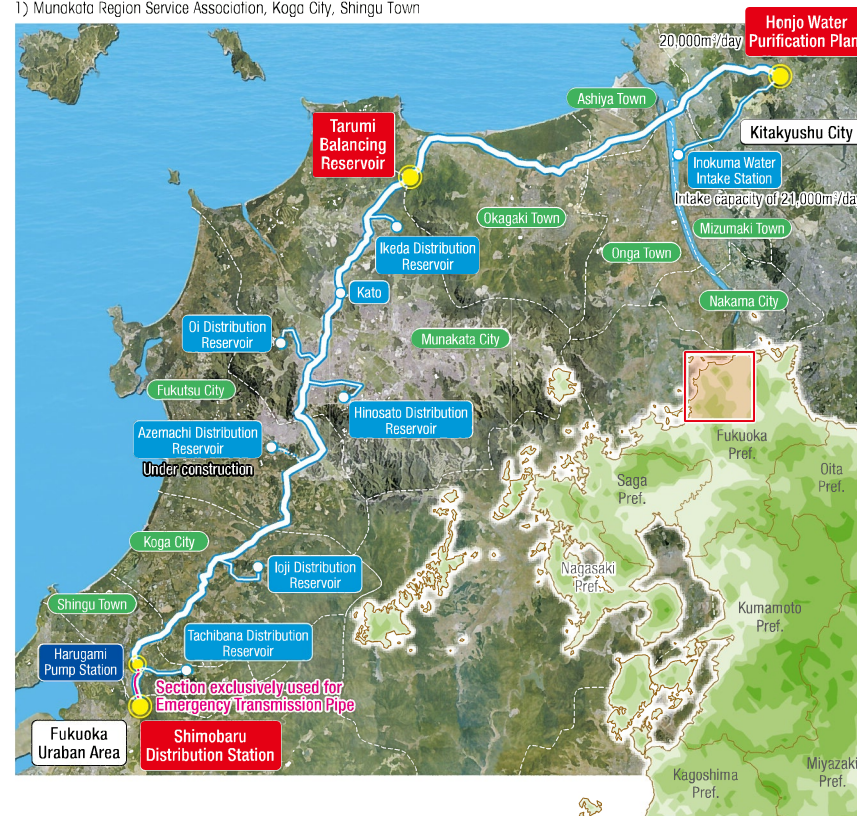 1) Munakata Region Service Association, Koga City, Shingu Town
Honjo Water
Purification Plan
20,000m³/day
Ashiya Town
Tarumi
Balancing
Reservoir
Kitakyushu City
Inokuma Water
Intake Station
Intake capacity of 21,000m³/da
Okagaki Town
Mizumaki Town
Ikeda Distribution
Reservoir
Onga Town
Kato
Nakama City
Oi Distribution
Reservoir
Munakata City
Fukutsu City
Hinosato Distribution
Reservoir
Azemachi Distribution
Reservoir
Under construction
Fukuoka
Pref.
Oita
Pref.
Saga
Pref.
Koga City
Ioji Distribution
Reservoir
Nagasaki
Pref.
Shingu Town
Kumamoto
Pref.
Tachibana Distribution
Reservoir
Harugami
Pump Station
Section exclusively used for
Emergency Transmission Pipe
Fukuoka
Uraban Area
Shimobaru
Distribution Station
Kagoshima
Pref.
Miyazaki
Pref.